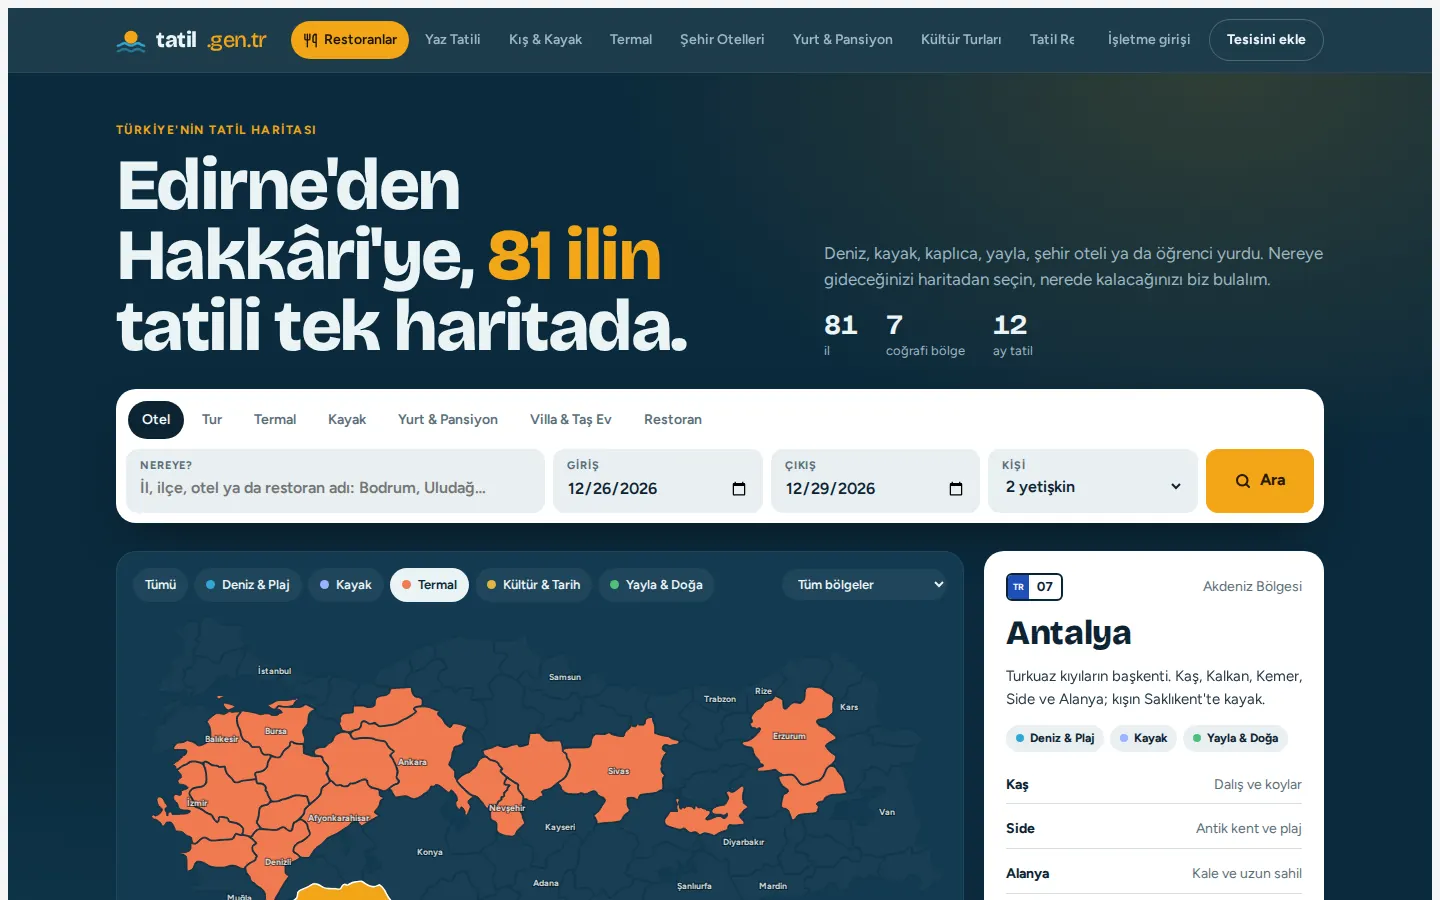 tatil .gen.tr
Restoranlar
Yaz Tatili
Kış & Kayak
Termal
Şehir Otelleri
Yurt & Pansiyon
Kültür Turları
Tatil Re
İşletme girişi
Tesisini ekle
TÜRKİYE'NİN TATİL HARİTASI
Edirne'den
Hakkâri'ye, 81 ilin
tatili tek haritada.
Deniz, kayak, kaplıca, yayla, şehir oteli ya da öğrenci yurdu. Nereye
gideceğinizi haritadan seçin, nerede kalacağınızı biz bulalım.
81
il
7
coğrafi bölge
12
ay tatil
Otel
Tur
Termal
Kayak
Yurt & Pansiyon
Villa & Taş Ev
Restoran
NEREYE?
İl, ilçe, otel ya da restoran adı: Bodrum, Uludağ...
GİRİŞ
12/26/2026
ÇIKIŞ
12/29/2026
KİŞİ
2 yetişkin
Ara
Tümü
Deniz & Plaj
Kayak
Termal
Kültür & Tarih
Yayla & Doğa
Tüm bölgeler
İstanbul
Samsun
Trabzon
Rize
Kars
Balıkesir
Bursa
Ankara
Sivas
Erzurum
İzmir
Afyonkarahisar
Nevşehir
Kayseri
Van
Diyarbakır
Konya
Denizli
Adana
Şanlıurfa
Mardin
Muğla
TR 07
Akdeniz Bölgesi
Antalya
Turkuaz kıyıların başkenti. Kaş, Kalkan, Kemer,
Side ve Alanya; kışın Saklıkent'te kayak.
Deniz & Plaj
Kayak
Yayla & Doğa
Kaş
Dalış ve koylar
Side
Antik kent ve plaj
Alanya
Kale ve uzun sahil